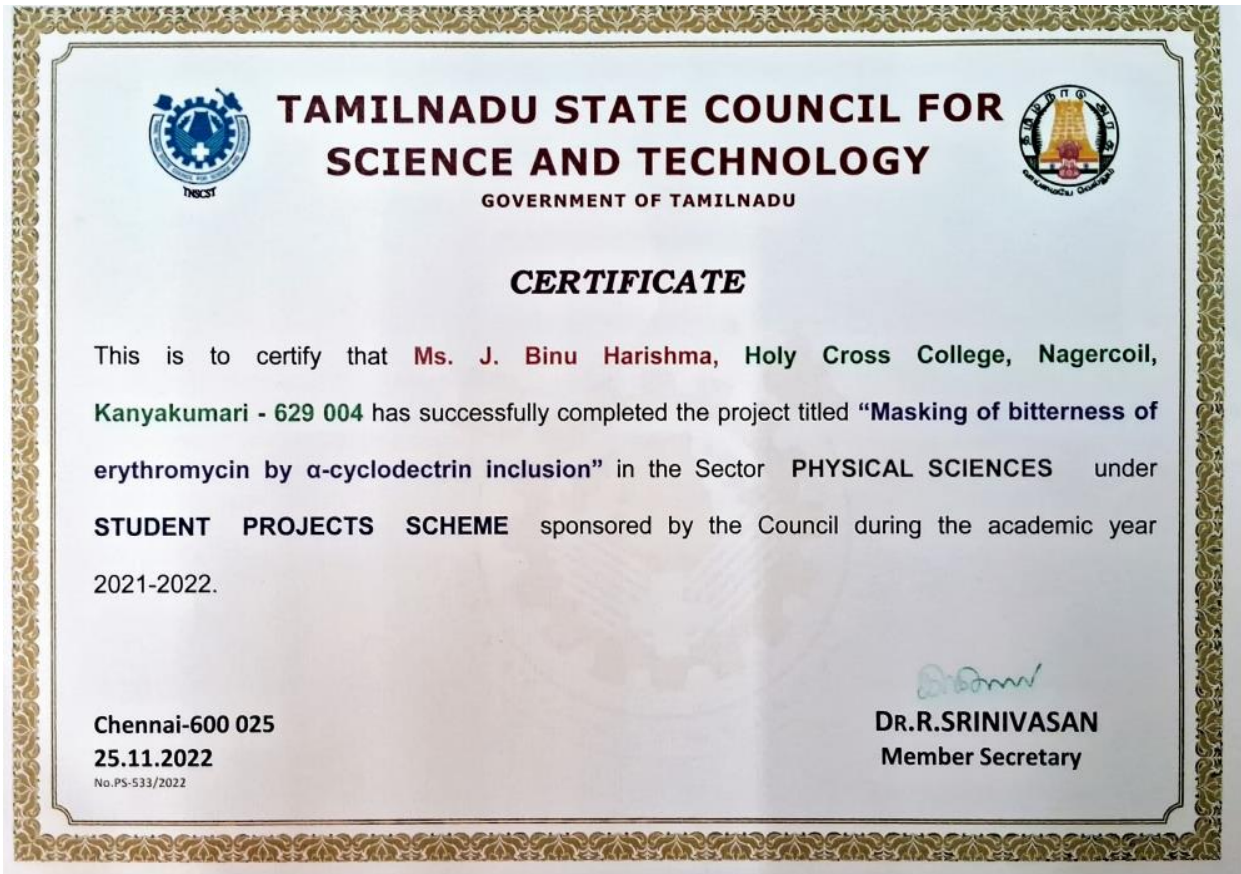 TAMILNADU STATE COUNCIL FOR
SCIENCE AND TECHNOLOGY
GOVERNMENT OF TAMILNADU
TNSCST
தமிழ்நாடு அரசு
வாய்மையே வெல்லும்
CERTIFICATE
This is to certify that Ms. J. Binu Harishma, Holy Cross College, Nagercoil,
Kanyakumari - 629 004 has successfully completed the project titled “Masking of bitterness of
erythromycin by α-cyclodectrin inclusion” in the Sector PHYSICAL SCIENCES under
STUDENT PROJECTS SCHEME sponsored by the Council during the academic year
2021-2022.
Chennai-600 025
25.11.2022
No.PS-533/2022
DR.R.SRINIVASAN
Member Secretary